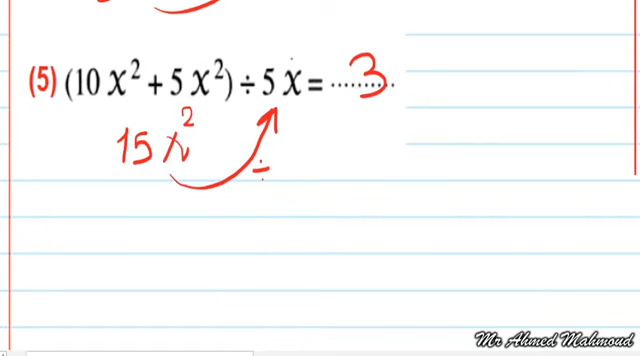 (5) (10 x² + 5 x²) ÷ 5 x = .......... 3
15 x²
÷
Mr Ahmed Mahmoud